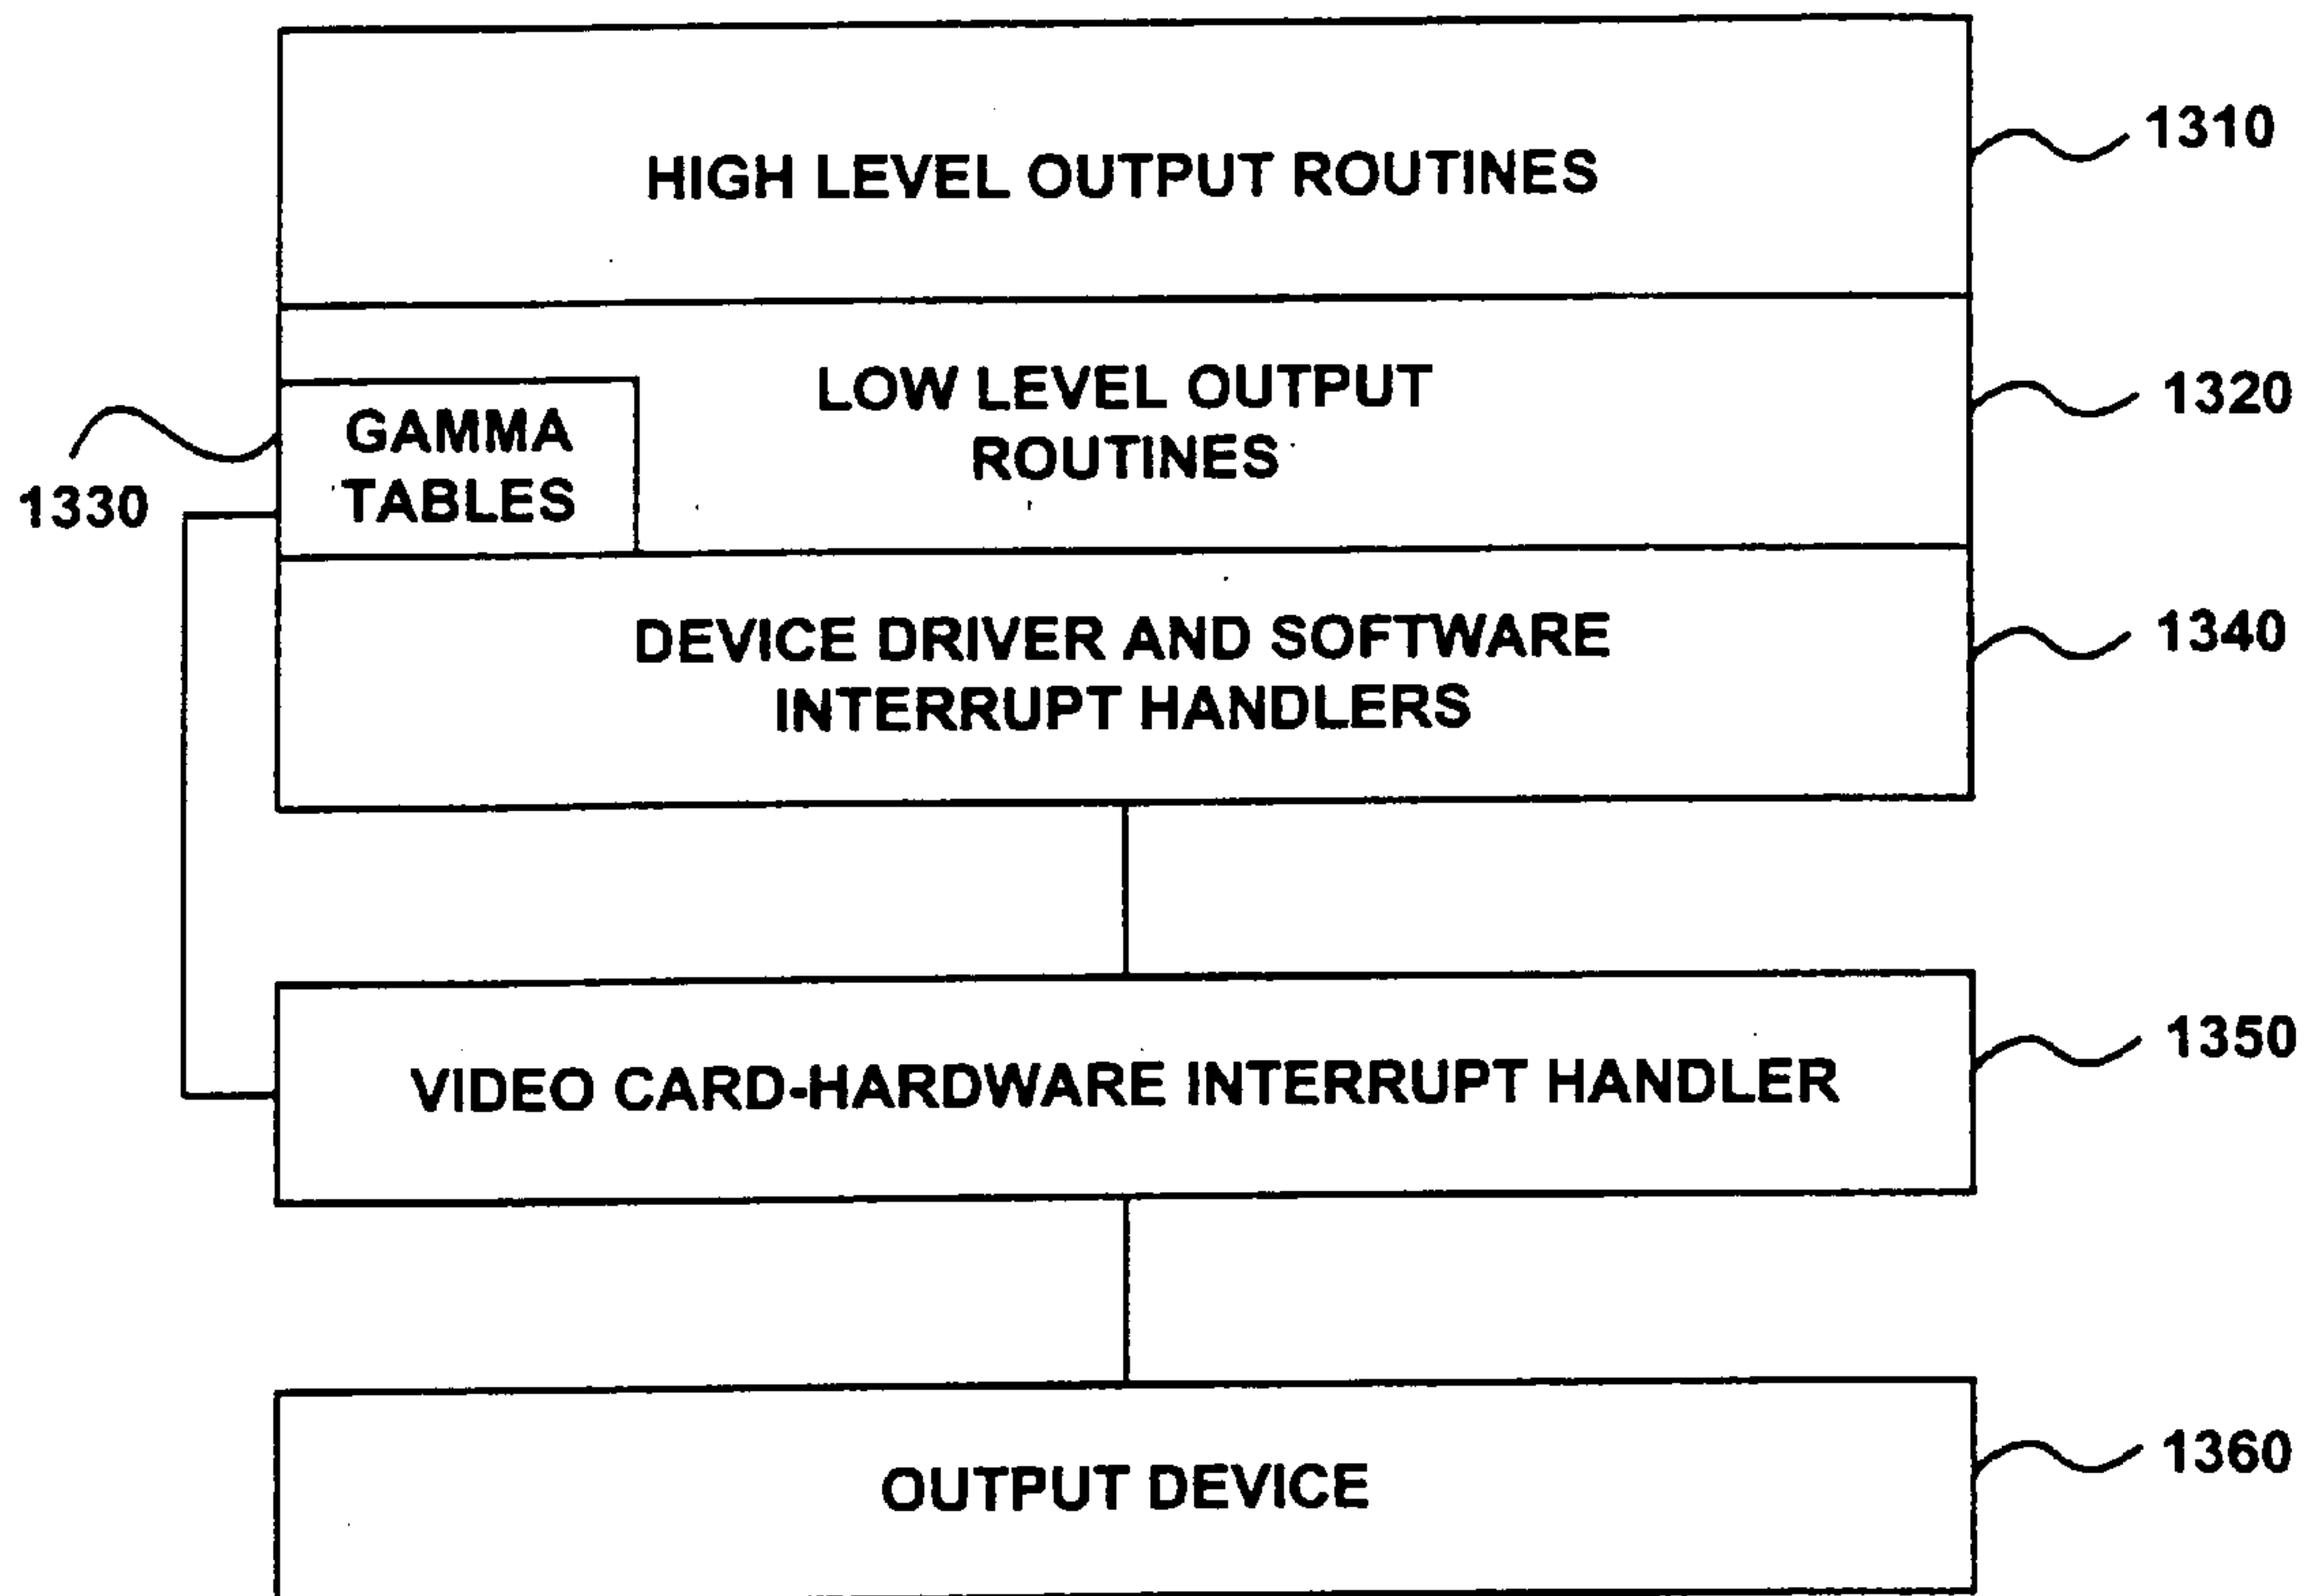 HIGH LEVEL OUTPUT ROUTINES
1310
LOW LEVEL OUTPUT
ROUTINES
1320
GAMMA
TABLES
1330
DEVICE DRIVER AND SOFTWARE
INTERRUPT HANDLERS
1340
VIDEO CARD-HARDWARE INTERRUPT HANDLER
1350
OUTPUT DEVICE
1360